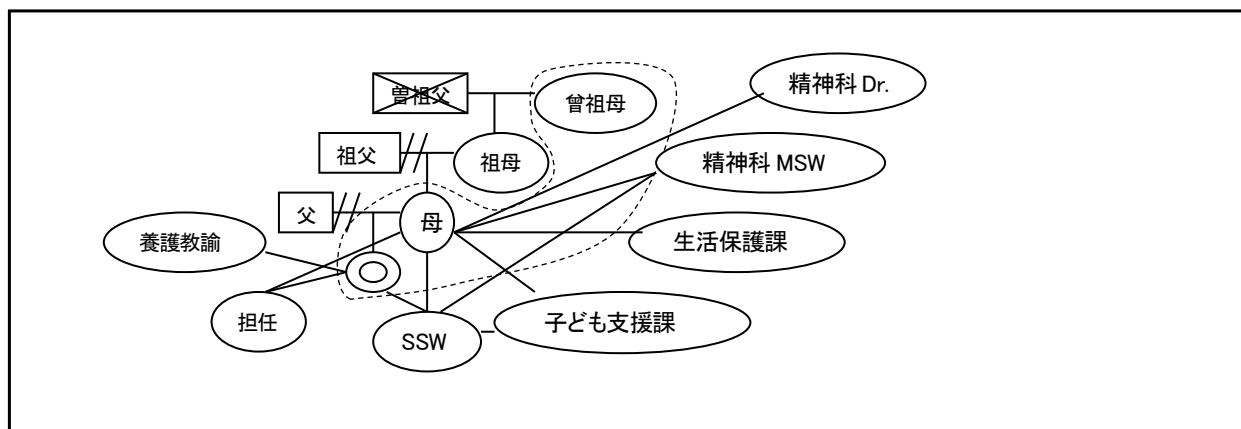 精神科 Dr.
曽祖父
曾祖母
祖父
祖母
精神科 MSW
父
母
養護教諭
生活保護課
担任
SSW
子ども支援課